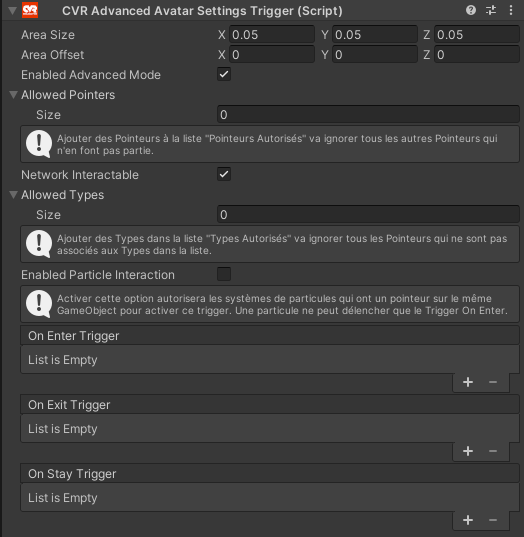 CVR Advanced Avatar Settings Trigger (Script)
Area Size X 0.05 Y 0.05 Z 0.05
Area Offset X 0 Y 0 Z 0
Enabled Advanced Mode
Allowed Pointers
Size 0
Ajouter des Pointeurs à la liste "Pointeurs Autorisés" va ignorer tous les autres Pointeurs qui
n'en font pas partie.
Network Interactable
Allowed Types
Size 0
Ajouter des Types dans la liste "Types Autorisés" va ignorer tous les Pointeurs qui ne sont pas
associés aux Types dans la liste.
Enabled Particle Interaction
Activer cette option autorisera les systèmes de particules qui ont un pointeur sur le même
GameObject pour activer ce trigger. Une particule ne peut délencher que le Trigger On Enter.
On Enter Trigger
List is Empty
+ −
On Exit Trigger
List is Empty
+ −
On Stay Trigger
List is Empty
+ −